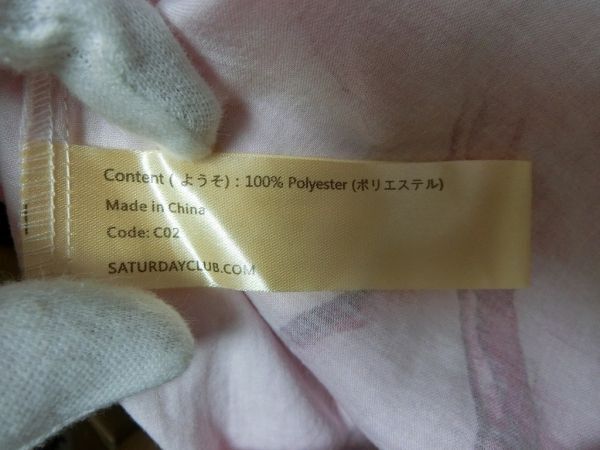 Content ( ようそ) : 100% Polyester (ポリエステル)
Made in China
Code: C02
SATURDAYCLUB.COM